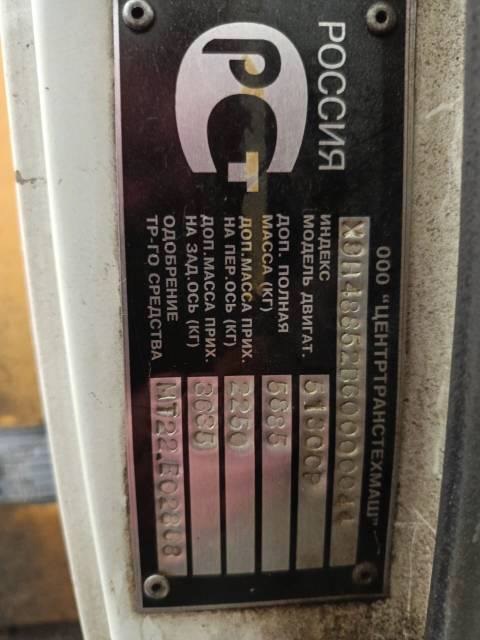 ООО "ЦЕНТРТРАНСТЕХМАШ"
РОССИЯ
РСТ
ИНДЕКС
МОДЕЛЬ ДВИГАТ.
ДОП. ПОЛНАЯ
МАССА (КГ) 5885
ДОП.МАССА ПРИХ.
НА ПЕР.ОСЬ (КГ) 2250
ДОП.МАССА ПРИХ.
НА ЗАД.ОСЬ (КГ) 3635
ОДОБРЕНИЕ
ТР-ГО СРЕДСТВА